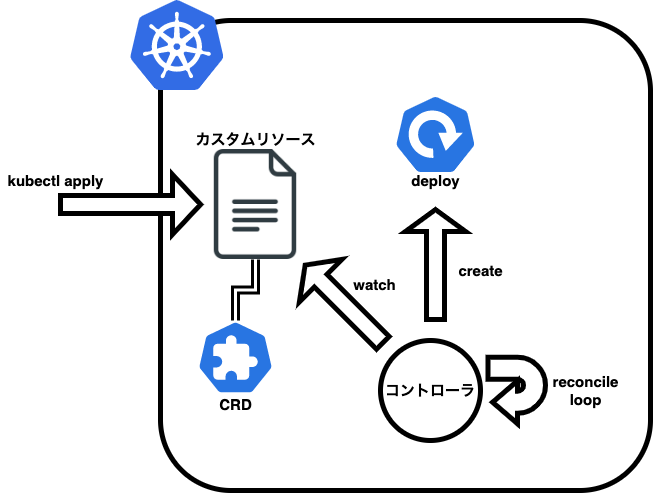 カスタムリソース
kubectl apply
deploy
watch
create
CRD
コントローラ
reconcile
loop